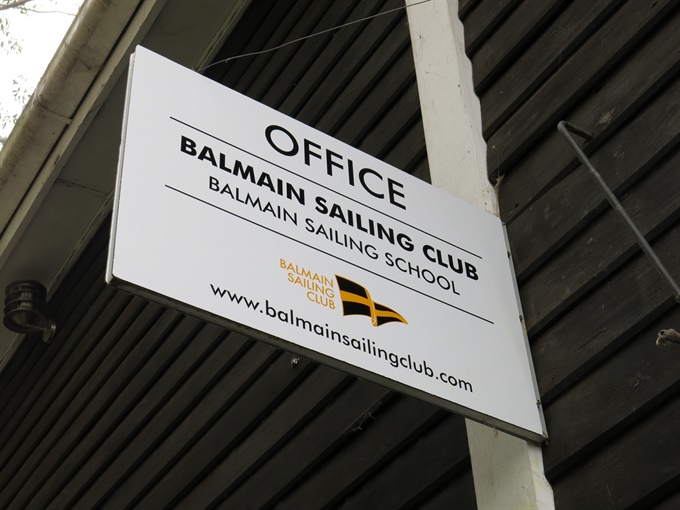 OFFICE
BALMAIN SAILING CLUB
BALMAIN SAILING SCHOOL
BALMAIN
SAILING
CLUB
www.balmainsailingclub.com